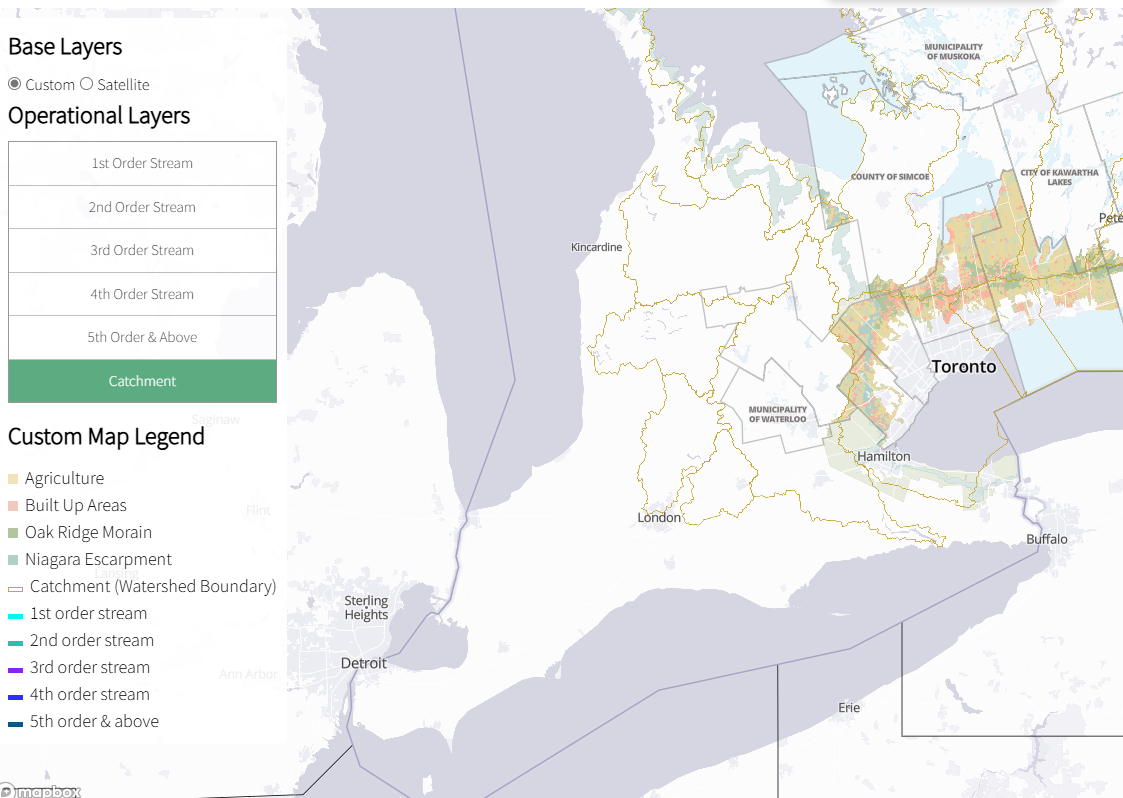 Base Layers
Custom Satellite
Operational Layers
1st Order Stream
2nd Order Stream
3rd Order Stream
4th Order Stream
5th Order & Above
Catchment
Saginaw
Custom Map Legend
Agriculture
Built Up Areas
Flint
Oak Ridge Morain
Niagara Escarpment
Lansing
Catchment (Watershed Boundary)
1st order stream
2nd order stream
3rd order stream
Ann Arbor
4th order stream
5th order & above
mapbox
MUNICIPALITY
OF MUSKOKA
COUNTY OF SIMCOE
CITY OF KAWARTHA
LAKES
Pete
Kincardine
Toronto
MUNICIPALITY
OF WATERLOO
Hamilton
London
Buffalo
Sterling
Heights
Detroit
Erie